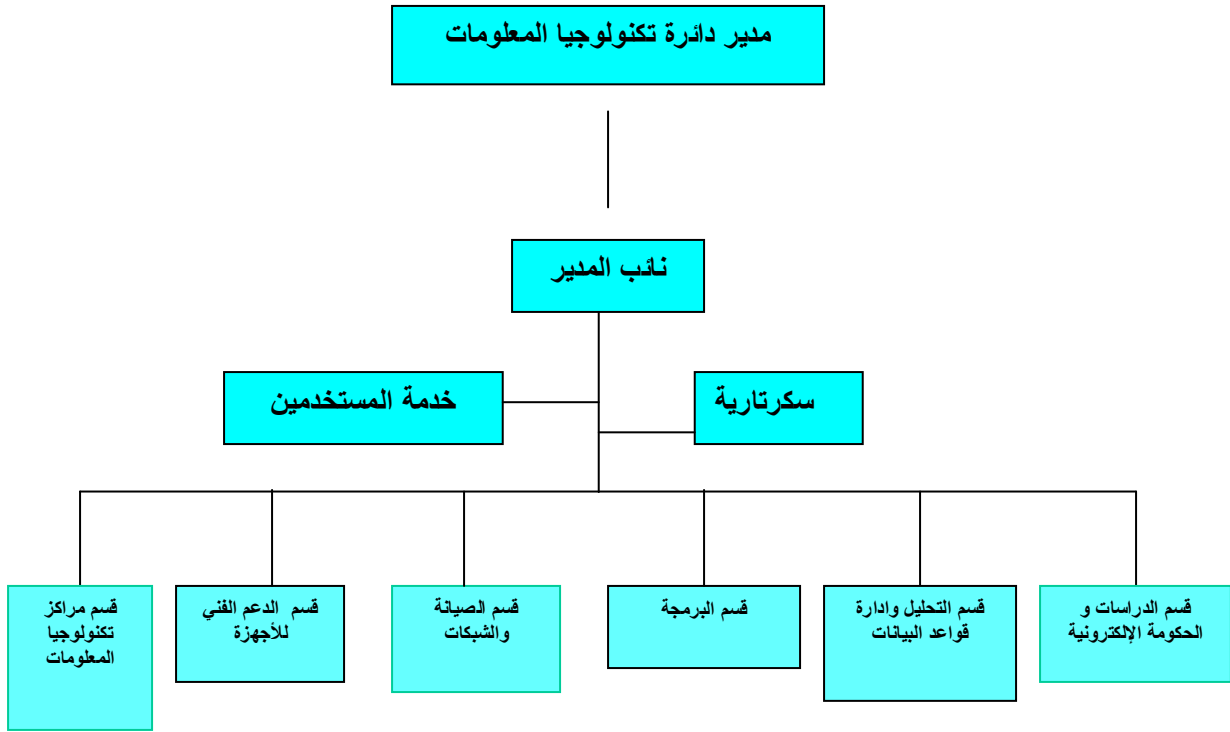 مدير دائرة تكنولوجيا المعلومات
نائب المدير
سكرتارية
خدمة المستخدمين
قسم الدراسات و
الحكومة الإلكترونية
قسم التحليل وادارة
قواعد البيانات
قسم البرمجة
قسم الصيانة
والشبكات
قسم الدعم الفني
للأجهزة
قسم مراكز
تكنولوجيا
المعلومات